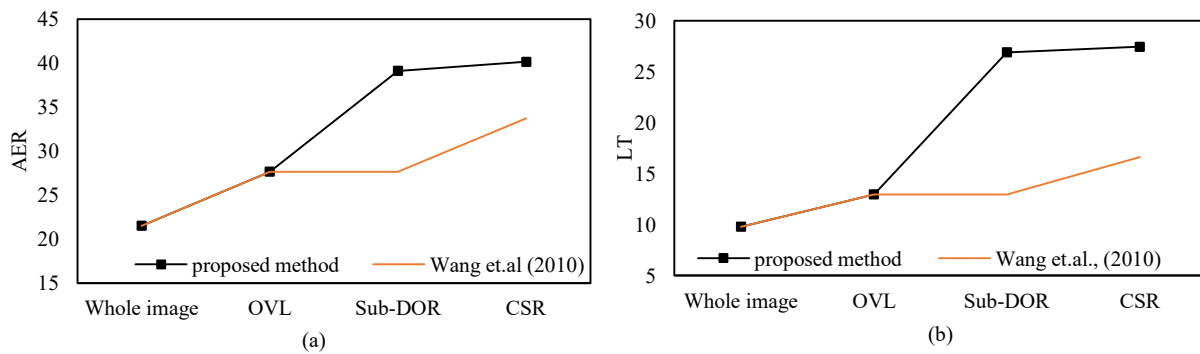 45
40
35
30
25
20
15
AER
proposed method
Wang et.al (2010)
Whole image
OVL
Sub-DOR
CSR
(a)
30
25
20
15
10
5
LT
proposed method
Wang et.al., (2010)
Whole image
OVL
Sub-DOR
CSR
(b)